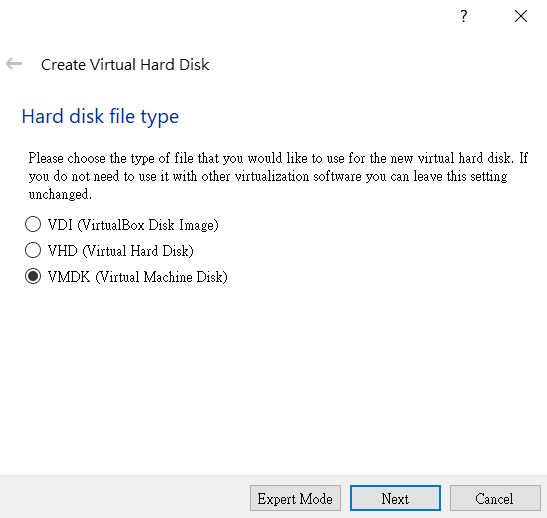 ?
Create Virtual Hard Disk
Hard disk file type
Please choose the type of file that you would like to use for the new virtual hard disk. If
you do not need to use it with other virtualization software you can leave this setting
unchanged.
VDI (VirtualBox Disk Image)
VHD (Virtual Hard Disk)
VMDK (Virtual Machine Disk)
Expert Mode Next Cancel